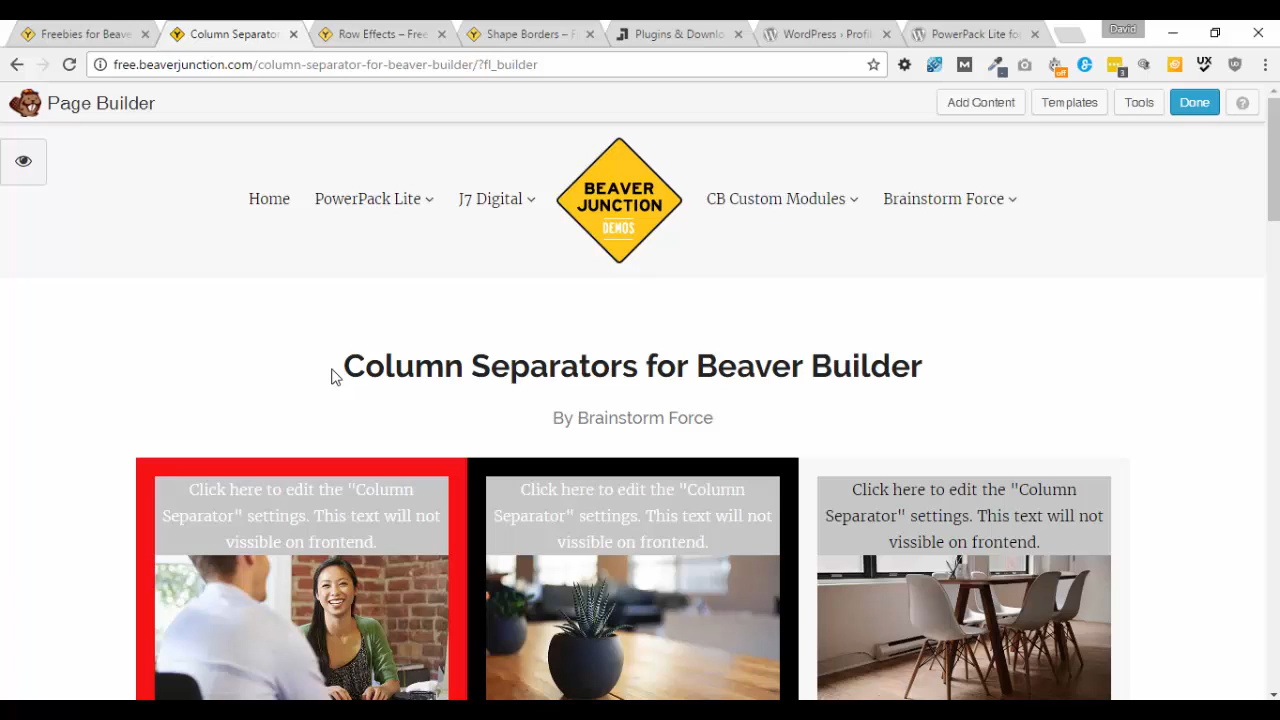 Freebies for Beave
Column Separator
Row Effects – Free
Shape Borders – F
Plugins & Downlo
WordPress › Profil
PowerPack Lite fo
David
free.beaverjunction.com/column-separator-for-beaver-builder/?fl_builder
Page Builder
Add Content
Templates
Tools
Done
?
Home
PowerPack Lite
J7 Digital
BEAVER
JUNCTION
DEMOS
CB Custom Modules
Brainstorm Force
Column Separators for Beaver Builder
By Brainstorm Force
Click here to edit the "Column
Separator" settings. This text will not
vissible on frontend.
Click here to edit the "Column
Separator" settings. This text will not
vissible on frontend.
Click here to edit the "Column
Separator" settings. This text will not
vissible on frontend.